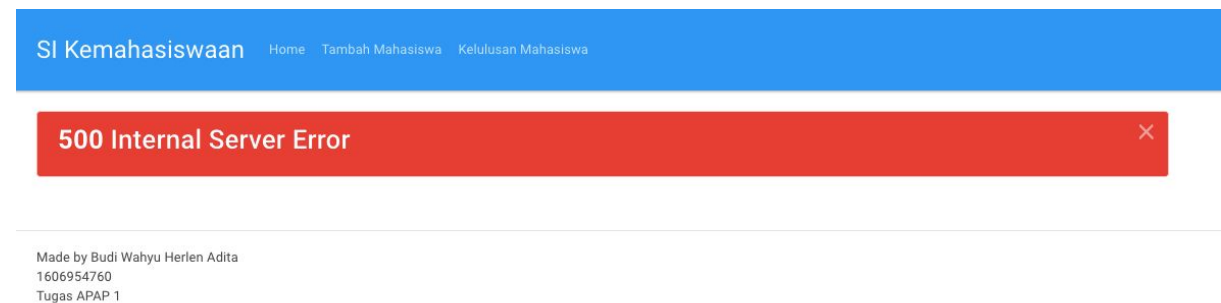 SI Kemahasiswaan Home Tambah Mahasiswa Kelulusan Mahasiswa
500 Internal Server Error
Made by Budi Wahyu Herlen Adita
1606954760
Tugas APAP 1